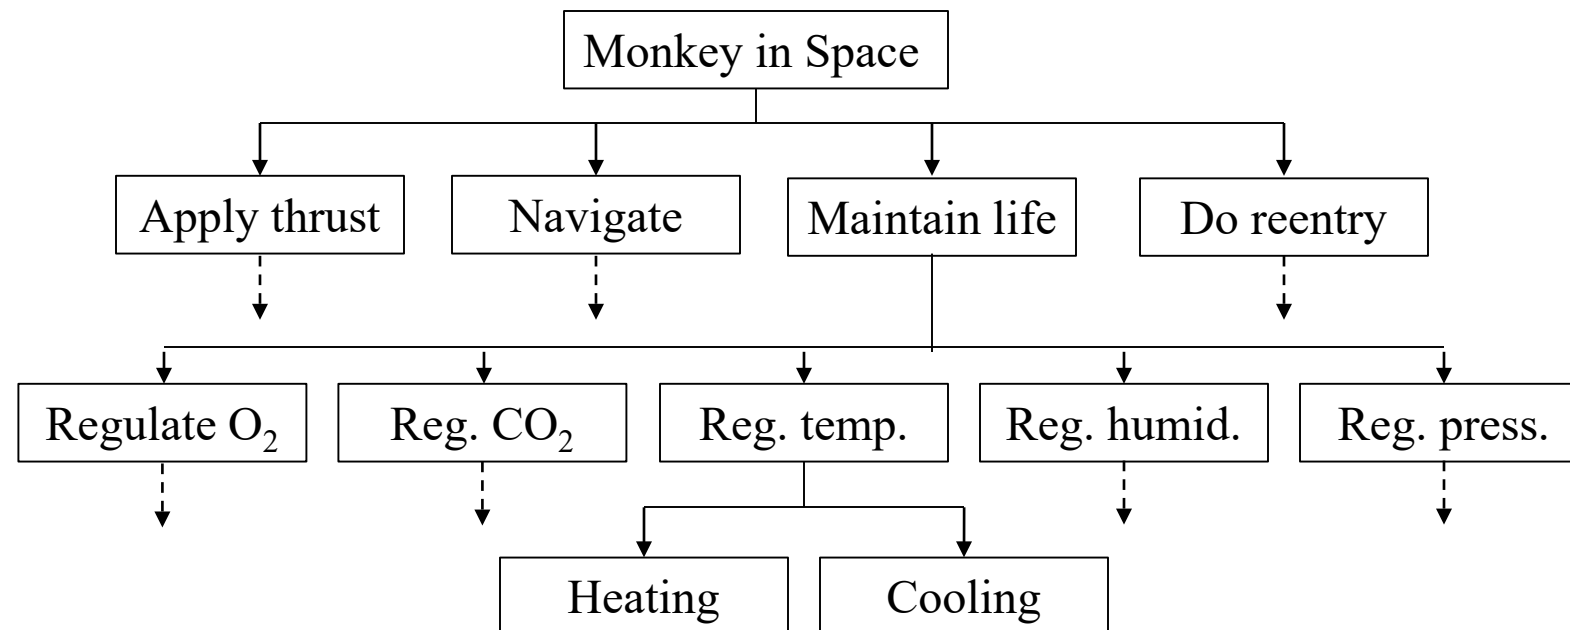 Monkey in Space
Apply thrust
Navigate
Maintain life
Do reentry
Regulate O₂
Reg. CO₂
Reg. temp.
Reg. humid.
Reg. press.
Heating
Cooling